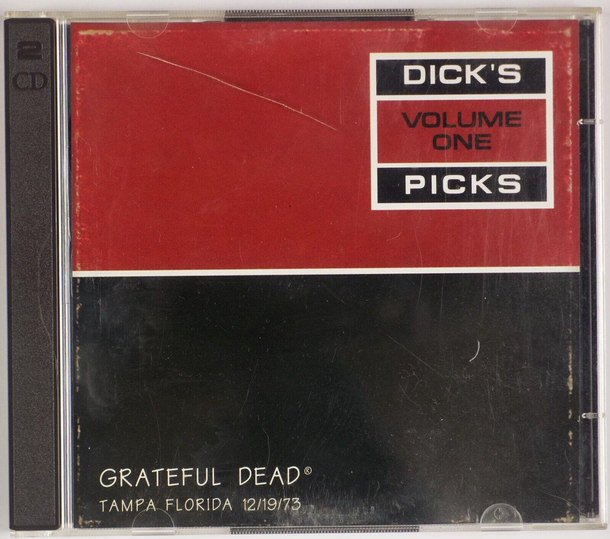 2
CD
DICK'S
VOLUME
ONE
PICKS
GRATEFUL DEAD©
TAMPA FLORIDA 12/19/73